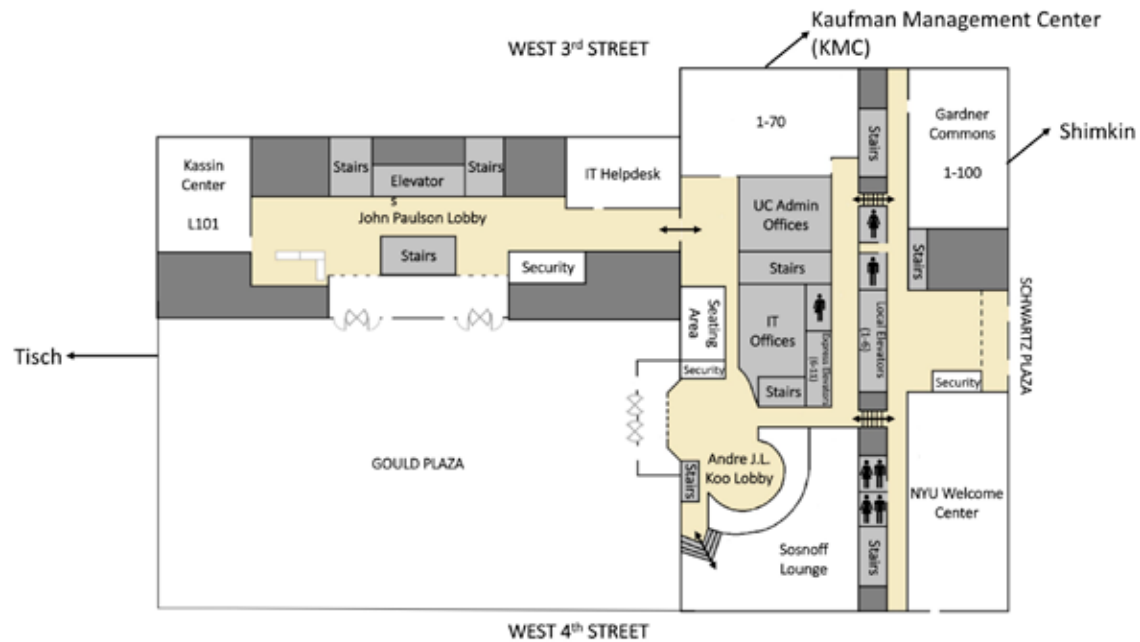 Kaufman Management Center
(KMC)
WEST 3rd STREET
1-70
Stairs
Gardner
Commons
1-100
Shimkin
Kassin
Center
L101
Stairs
Elevator
s
Stairs
IT Helpdesk
John Paulson Lobby
Stairs
Security
UC Admin
Offices
Stairs
Stairs
Seating
Area
IT
Offices
Express Elevators
(6-11)
Local Elevators
(1-6)
SCHWARTZ PLAZA
Tisch
Security
Stairs
Security
GOULD PLAZA
Andre J.L.
Koo Lobby
Stairs
NYU Welcome
Center
Sosnoff
Lounge
Stairs
WEST 4th STREET